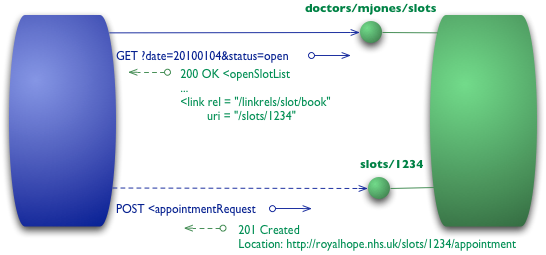 doctors/mjones/slots
GET ?date=20100104&status=open
200 OK <openSlotList
...
<link rel = "/linkrels/slot/book"
uri = "/slots/1234"
slots/1234
POST <appointmentRequest
201 Created
Location: http://royalhope.nhs.uk/slots/1234/appointment